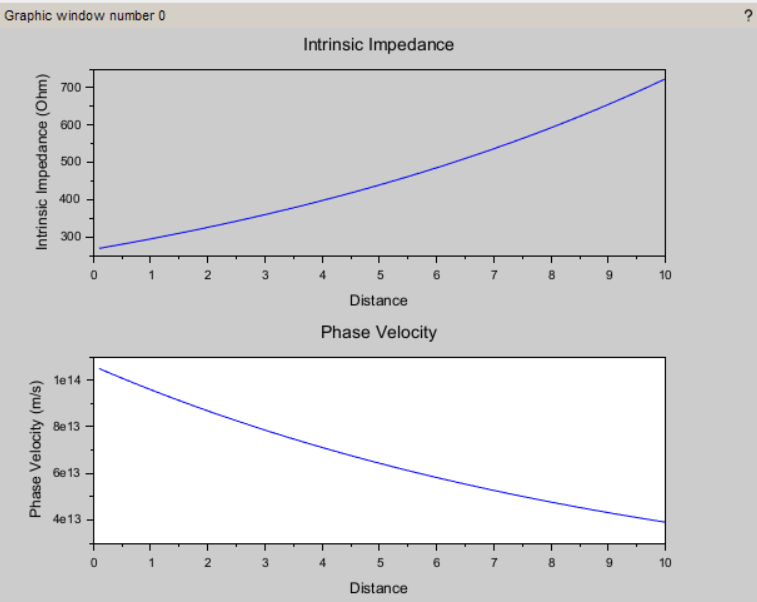 Graphic window number 0 ?
Intrinsic Impedance
Intrinsic Impedance (Ohm)
700
600
500
400
300
0 1 2 3 4 5 6 7 8 9 10
Distance
Phase Velocity
Phase Velocity (m/s)
1e14
8e13
6e13
4e13
0 1 2 3 4 5 6 7 8 9 10
Distance